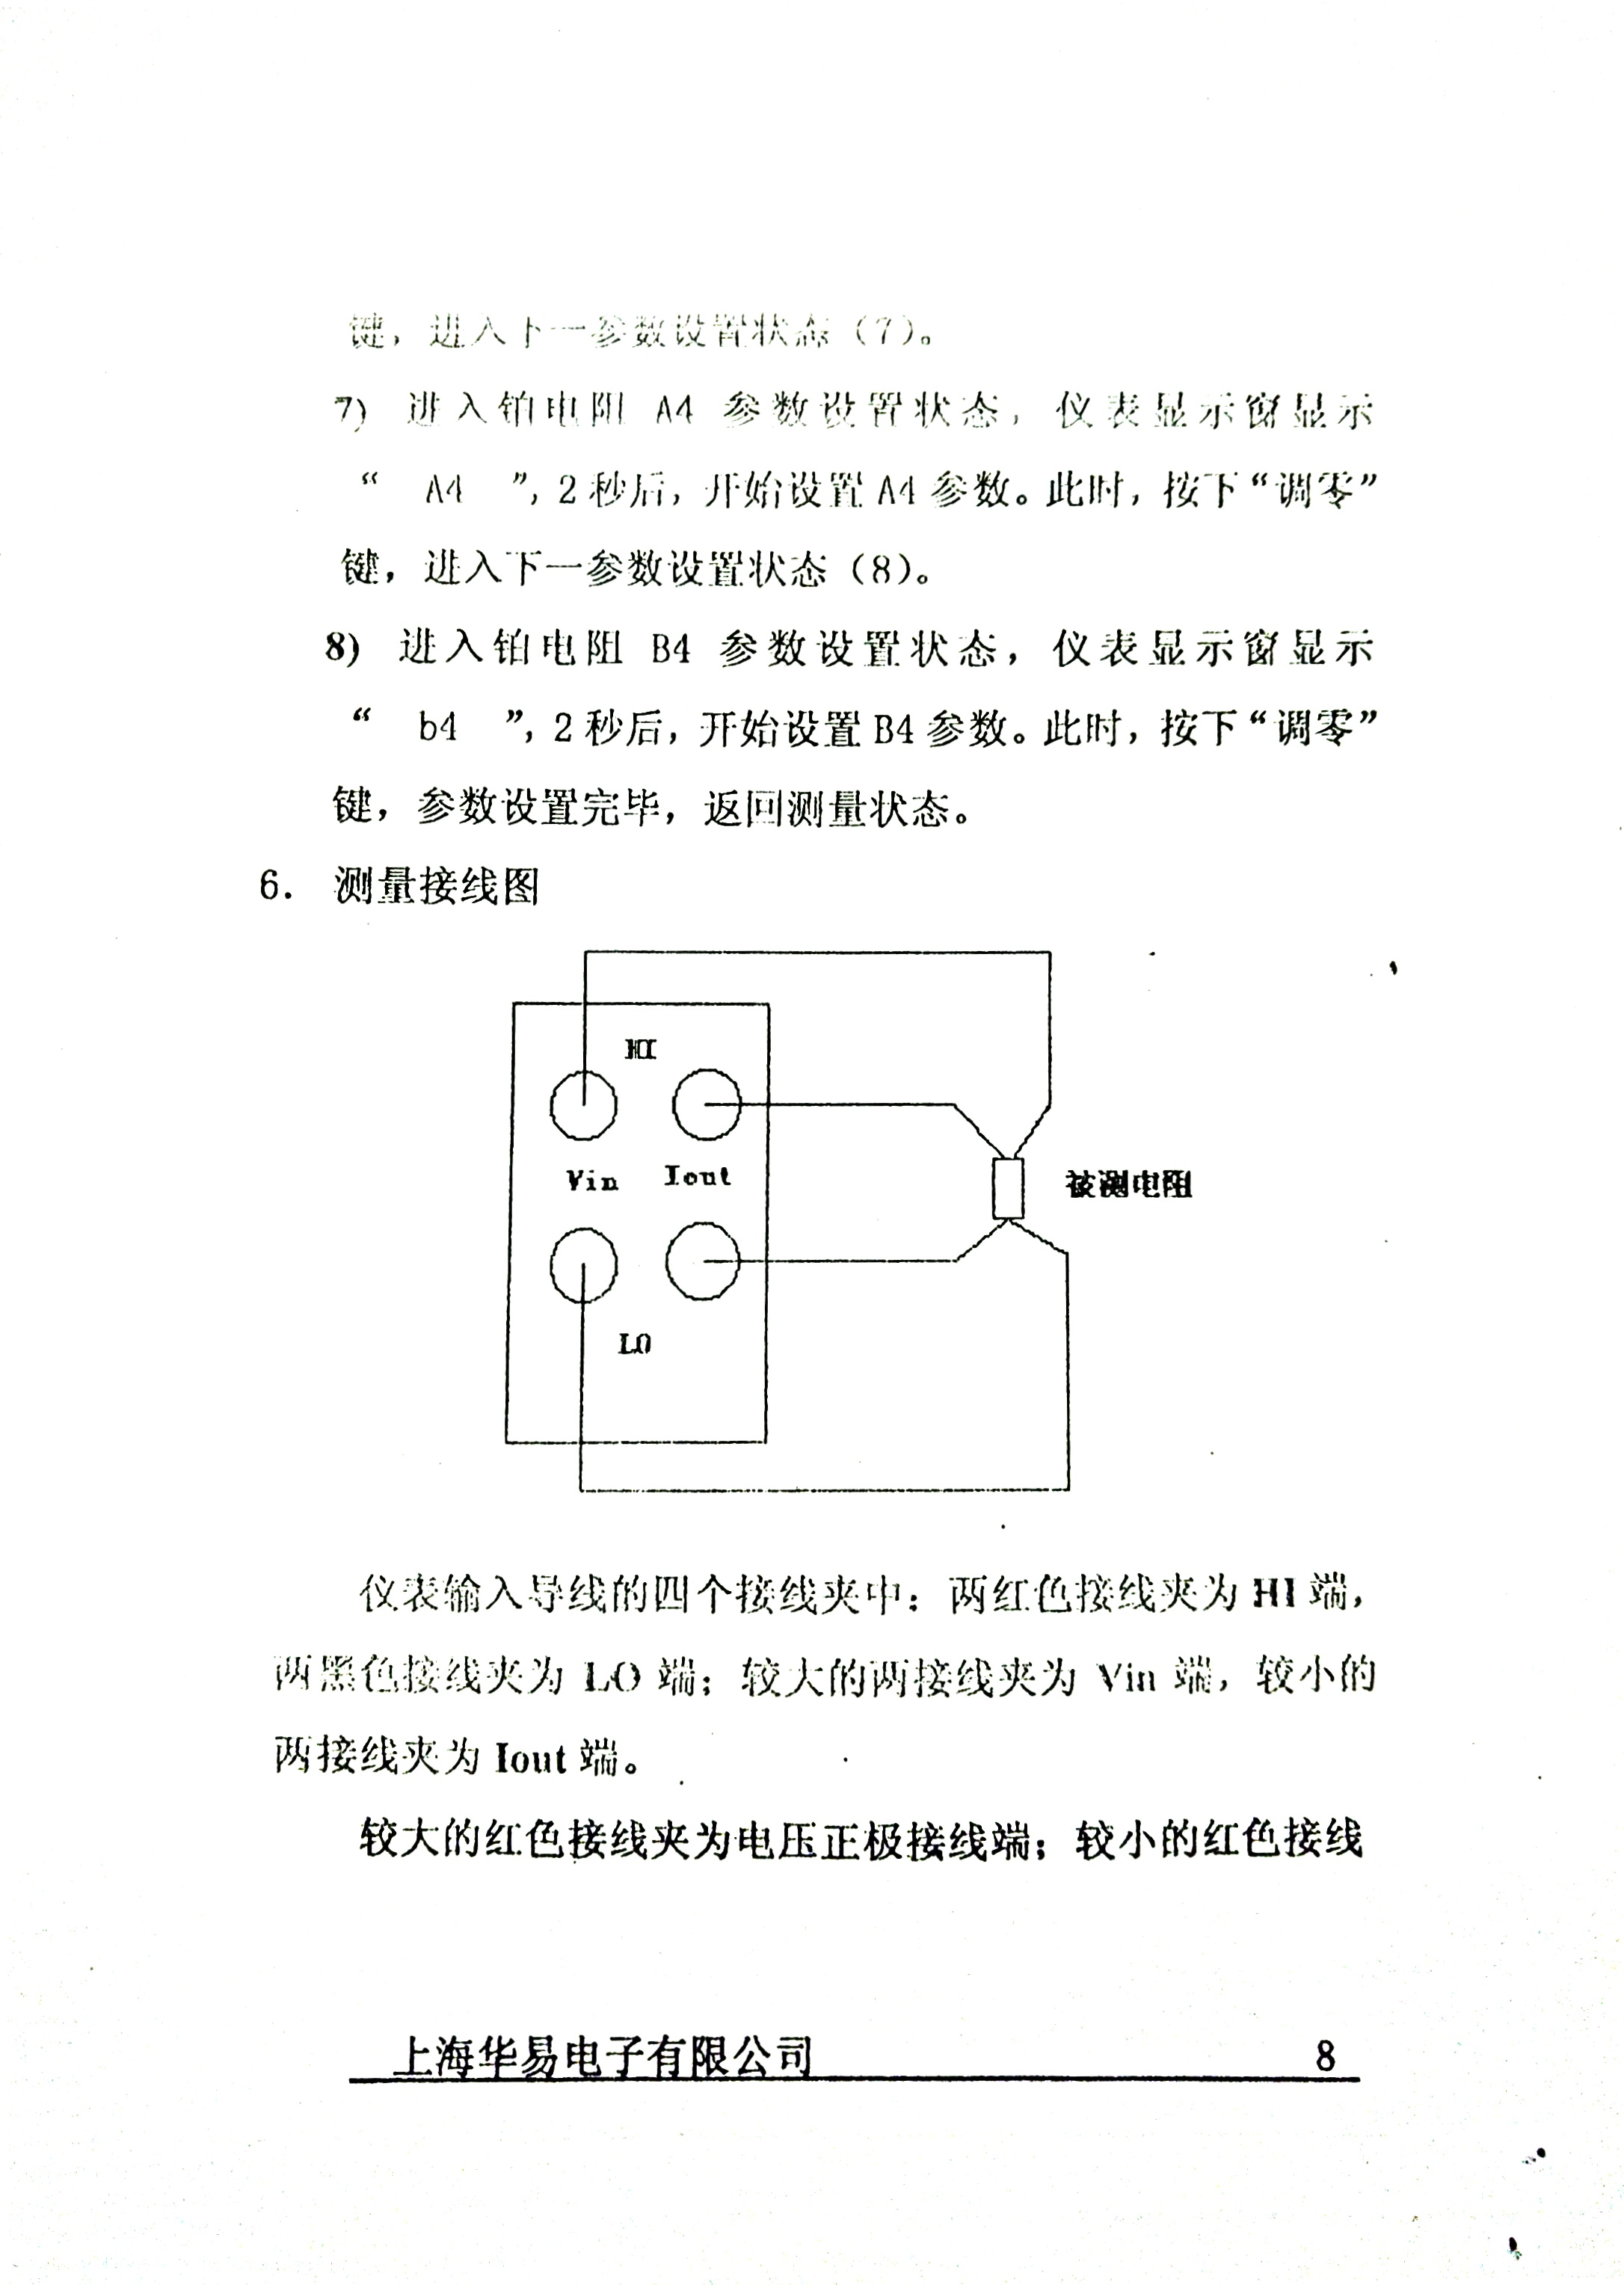 键，进入下一参数设置状态（7）。
7) 进入铂电阻 A4 参数设置状态，仪表显示窗显示
“ A4 ”，2秒后，开始设置A4参数。此时，按下“调零”
键，进入下一参数设置状态（8）。
8) 进入铂电阻 B4 参数设置状态，仪表显示窗显示
“ b4 ”，2秒后，开始设置B4参数。此时，按下“调零”
键，参数设置完毕，返回测量状态。
6. 测量接线图
HI
Vin Iout
被测电阻
LO
仪表输入导线的四个接线夹中：两红色接线夹为 HI 端，
两黑色接线夹为 LO 端；较大的两接线夹为 Vin 端，较小的
两接线夹为 Iout 端。
较大的红色接线夹为电压正极接线端；较小的红色接线
上海华易电子有限公司 8